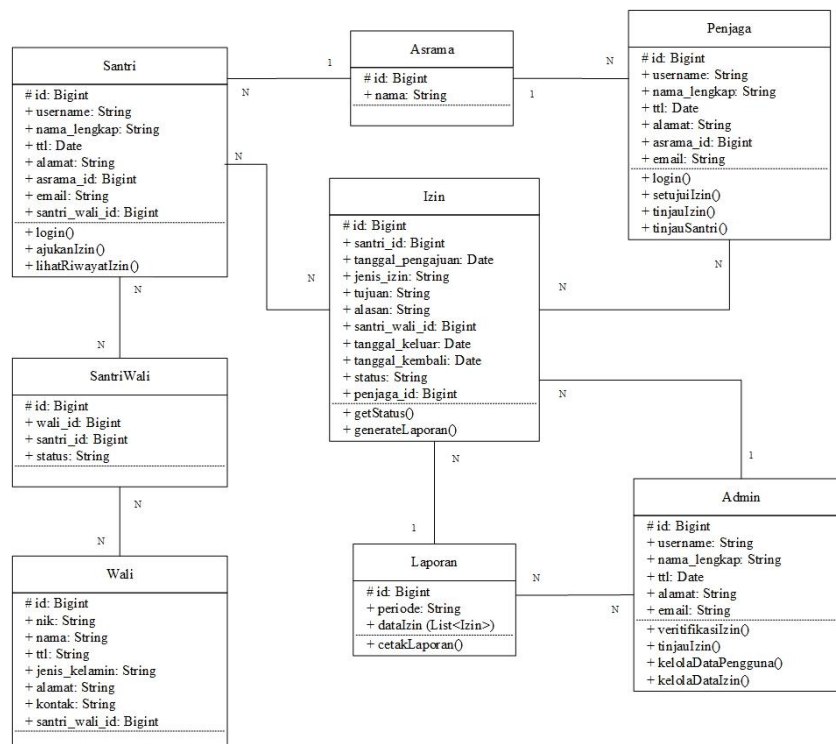 Santri
# id: Bigint
+ username: String
+ nama_lengkap: String
+ ttl: Date
+ alamat: String
+ asrama_id: Bigint
+ email: String
+ santri_wali_id: Bigint
+ login()
+ ajukanIzin()
+ lihatRiwayatIzin()
1
N
Asrama
# id: Bigint
+ nama: String
N
1
Penjaga
# id: Bigint
+ username: String
+ nama_lengkap: String
+ ttl: Date
+ alamat: String
+ asrama_id: Bigint
+ email: String
+ login()
+ setujuiIzin()
+ tinjauIzin()
+ tinjauSantri()
N
N
Izin
# id: Bigint
+ santri_id: Bigint
+ tanggal_pengajuan: Date
+ jenis_izin: String
+ tujuan: String
+ alasan: String
+ santri_wali_id: Bigint
+ tanggal_keluar: Date
+ tanggal_kembali: Date
+ status: String
+ penjaga_id: Bigint
+ getStatus()
+ generateLaporan()
N
N
N
N
SantriWali
# id: Bigint
+ wali_id: Bigint
+ santri_id: Bigint
+ status: String
N
N
Wali
# id: Bigint
+ nik: String
+ nama: String
+ ttl: String
+ jenis_kelamin: String
+ alamat: String
+ kontak: String
+ santri_wali_id: Bigint
N
1
N
1
Laporan
# id: Bigint
+ periode: String
+ dataIzin (List<Izin>)
+ cetakLaporan()
N
N
Admin
# id: Bigint
+ username: String
+ nama_lengkap: String
+ ttl: Date
+ alamat: String
+ email: String
+ veritifikasiIzin()
+ tinjauIzin()
+ kelolaDataPengguna()
+ kelolaDataIzin()